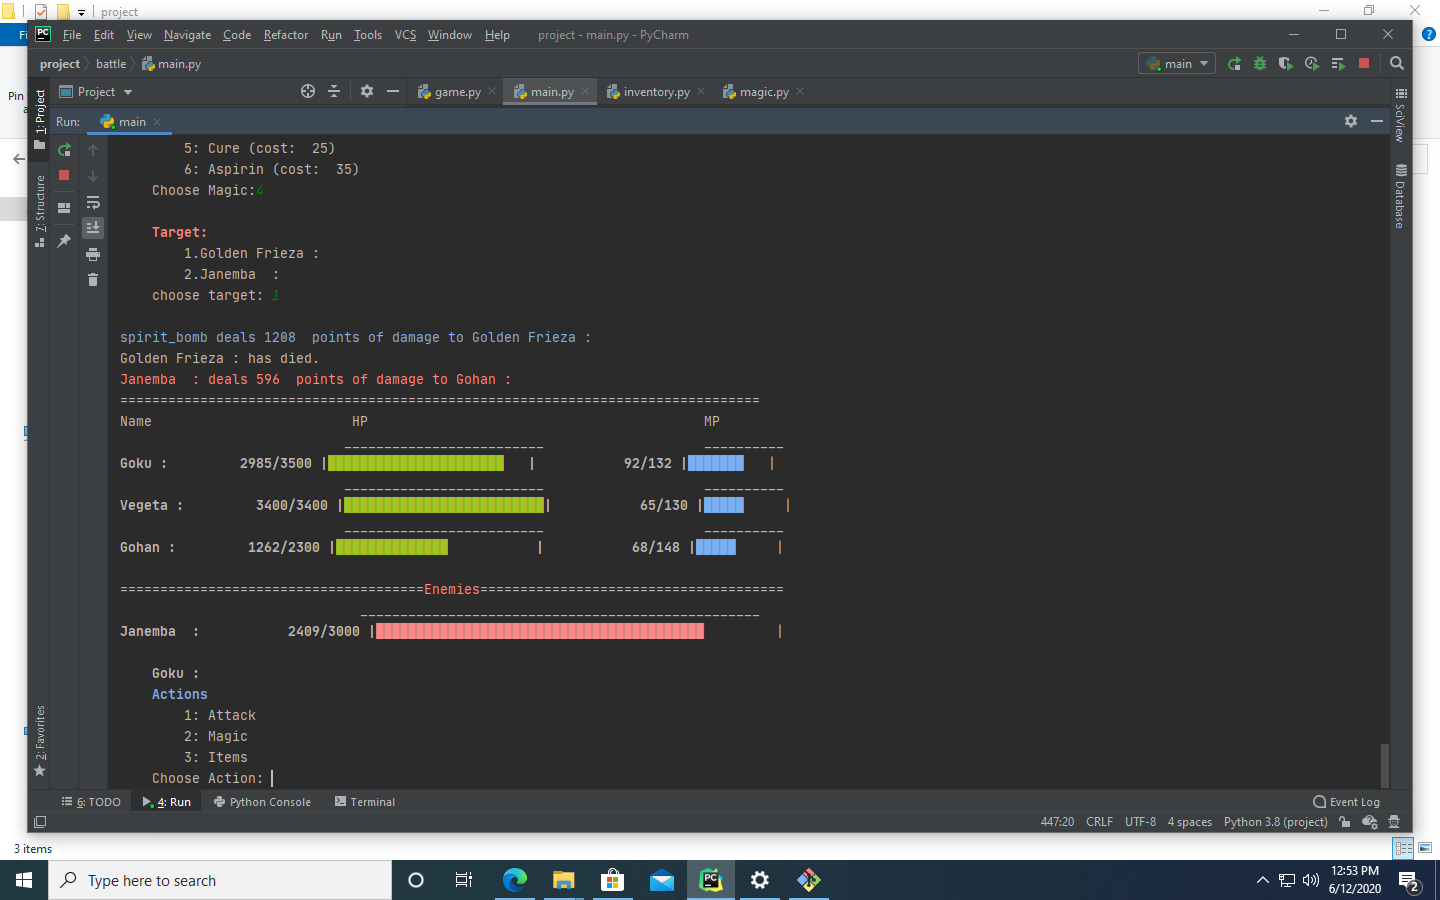 project
Fi
PC File Edit View Navigate Code Refactor Run Tools VCS Window Help project - main.py - PyCharm
project battle main.py main
Pin
a
1: Project
Project game.py main.py inventory.py magic.py
Run: main
SciView
Database
7: Structure
2: Favorites
5: Cure (cost:  25)
6: Aspirin (cost:  35)
Choose Magic:4
Target:
1.Golden Frieza :
2.Janemba  :
choose target: 1
spirit_bomb deals 1208  points of damage to Golden Frieza :
Golden Frieza : has died.
Janemba  : deals 596  points of damage to Gohan :
================================================================================
Name HP MP
_________________________ __________
Goku : 2985/3500 |██████████████████████   | 92/132 |███████   |
_________________________ __________
Vegeta : 3400/3400 |█████████████████████████| 65/130 |█████     |
_________________________ __________
Gohan : 1262/2300 |██████████████           | 68/148 |█████     |
======================================Enemies======================================
__________________________________________________
Janemba  : 2409/3000 |█████████████████████████████████████████         |
Goku :
Actions
1: Attack
2: Magic
3: Items
Choose Action:
6: TODO 4: Run Python Console Terminal Event Log
447:20 CRLF UTF-8 4 spaces Python 3.8 (project)
3 items
Type here to search PC 12:53 PM
6/12/2020 2